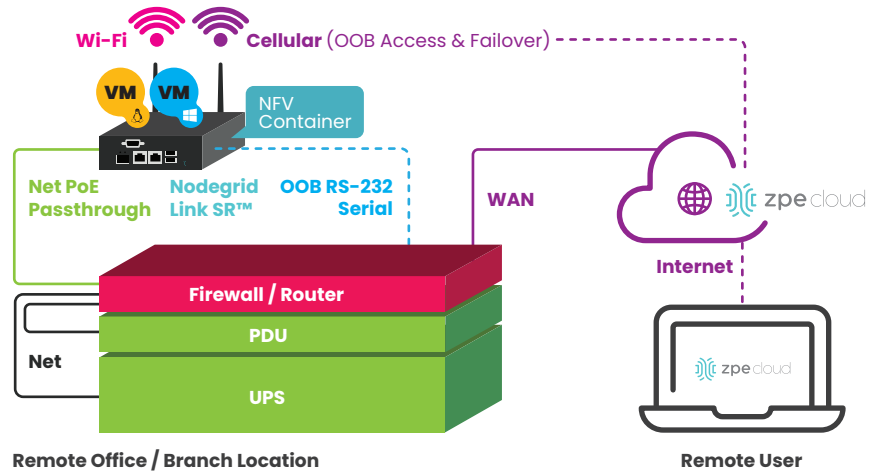 Wi-Fi
Cellular (OOB Access & Failover)
VM
VM
NFV
Container
Net PoE
Passthrough
Nodegrid
Link SR™
OOB RS-232
Serial
WAN
zpe cloud
Internet
Firewall / Router
PDU
Net
UPS
zpe cloud
Remote Office / Branch Location
Remote User